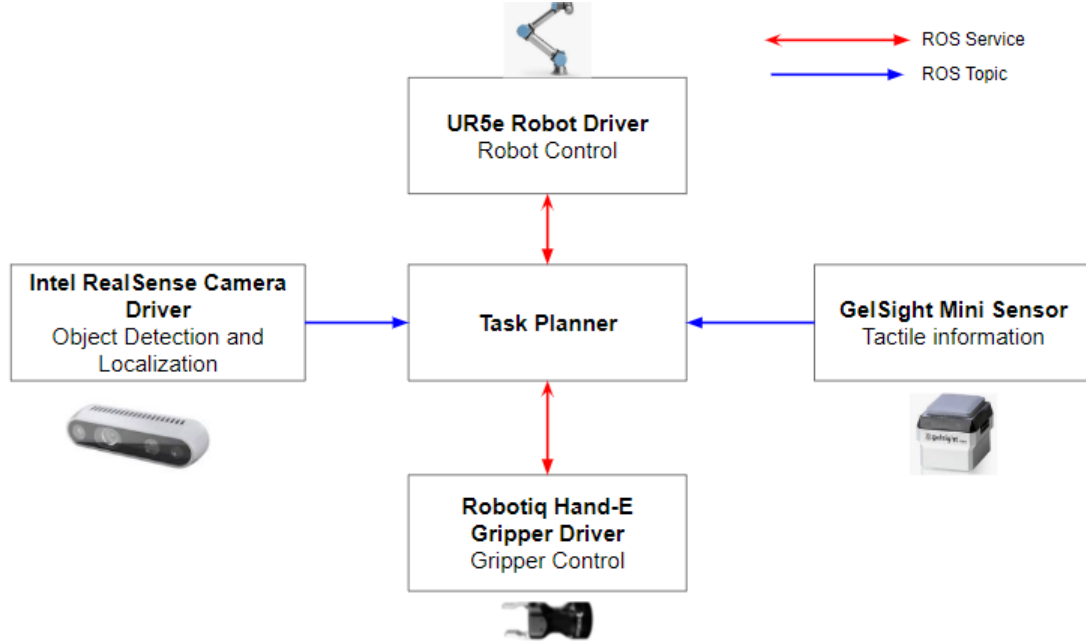 ROS Service
ROS Topic
UR5e Robot Driver
Robot Control
Intel RealSense Camera
Driver
Object Detection and
Localization
Task Planner
GelSight Mini Sensor
Tactile information
gelsight
Robotiq Hand-E
Gripper Driver
Gripper Control